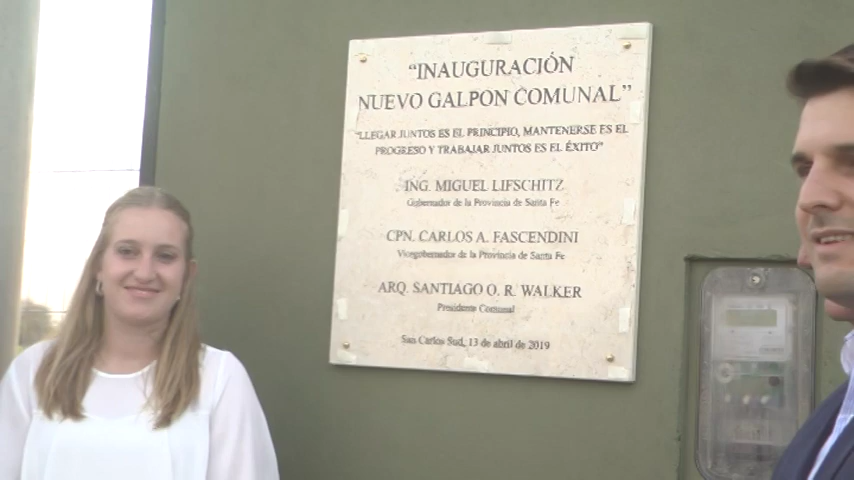 “INAUGURACIÓN
NUEVO GALPON COMUNAL”
“LLEGAR JUNTOS ES EL PRINCIPIO, MANTENERSE ES EL
PROGRESO Y TRABAJAR JUNTOS ES EL ÉXITO”
ING. MIGUEL LIFSCHITZ
Gobernador de la Provincia de Santa Fe
CPN. CARLOS A. FASCENDINI
Vicegobernador de la Provincia de Santa Fe
ARQ. SANTIAGO O. R. WALKER
Presidente Comunal
San Carlos Sud, 13 de abril de 2019